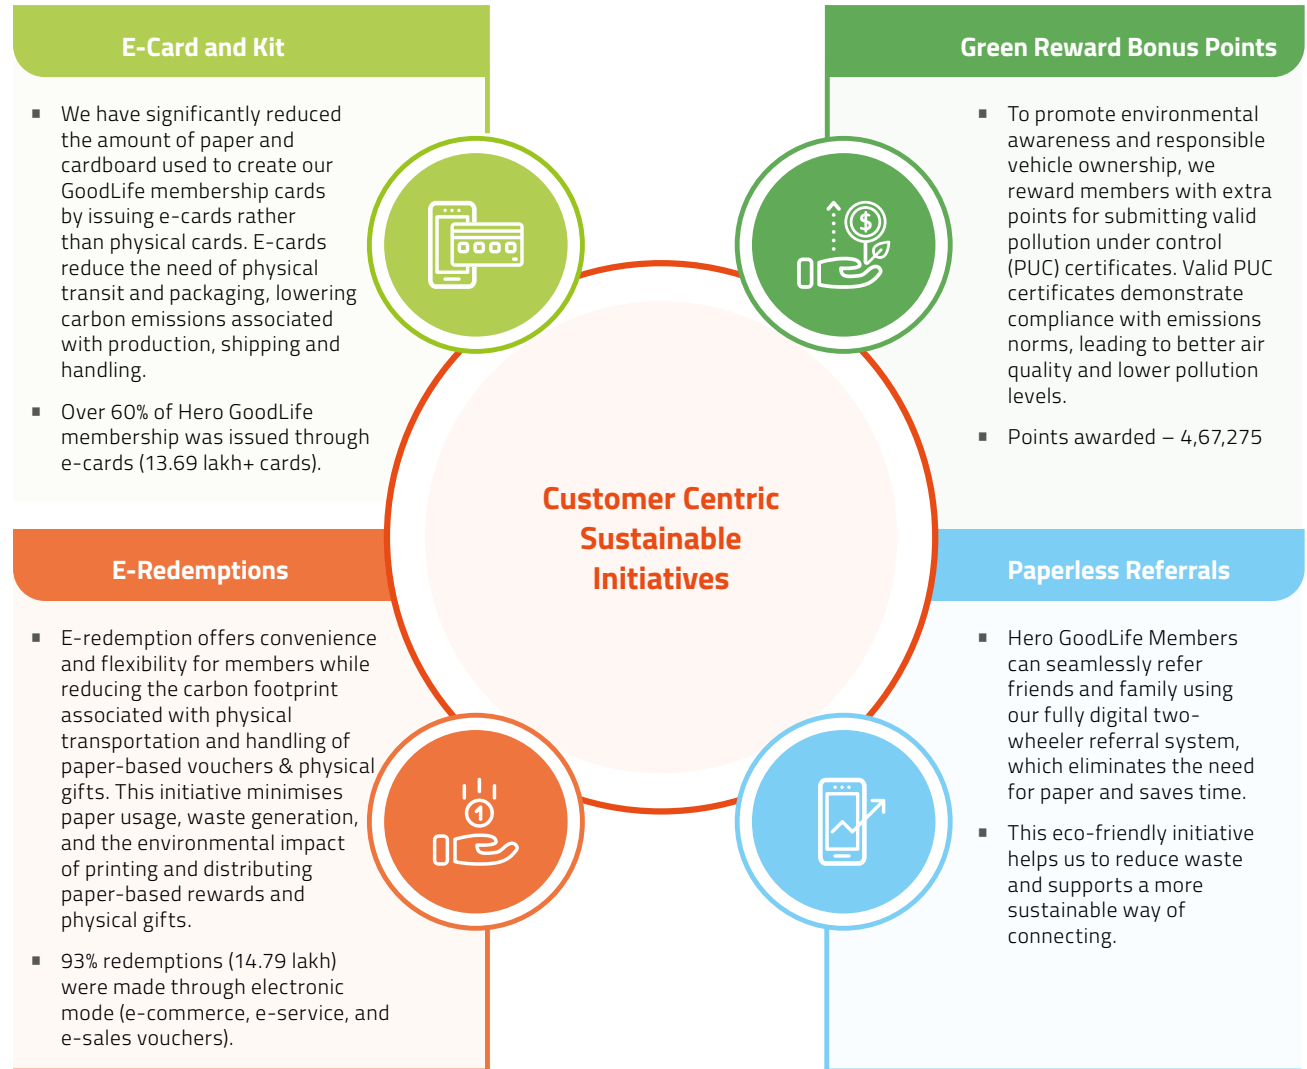 E-Card and Kit
We have significantly reduced
the amount of paper and
cardboard used to create our
GoodLife membership cards
by issuing e-cards rather
than physical cards. E-cards
reduce the need of physical
transit and packaging, lowering
carbon emissions associated
with production, shipping and
handling.
Over 60% of Hero GoodLife
membership was issued through
e-cards (13.69 lakh+ cards).
Green Reward Bonus Points
To promote environmental
awareness and responsible
vehicle ownership, we
reward members with extra
points for submitting valid
pollution under control
(PUC) certificates. Valid PUC
certificates demonstrate
compliance with emissions
norms, leading to better air
quality and lower pollution
levels.
Points awarded – 4,67,275
$
Customer Centric
Sustainable
Initiatives
E-Redemptions
E-redemption offers convenience
and flexibility for members while
reducing the carbon footprint
associated with physical
transportation and handling of
paper-based vouchers & physical
gifts. This initiative minimises
paper usage, waste generation,
and the environmental impact
of printing and distributing
paper-based rewards and
physical gifts.
93% redemptions (14.79 lakh)
were made through electronic
mode (e-commerce, e-service, and
e-sales vouchers).
1
Paperless Referrals
Hero GoodLife Members
can seamlessly refer
friends and family using
our fully digital two-
wheeler referral system,
which eliminates the need
for paper and saves time.
This eco-friendly initiative
helps us to reduce waste
and supports a more
sustainable way of
connecting.